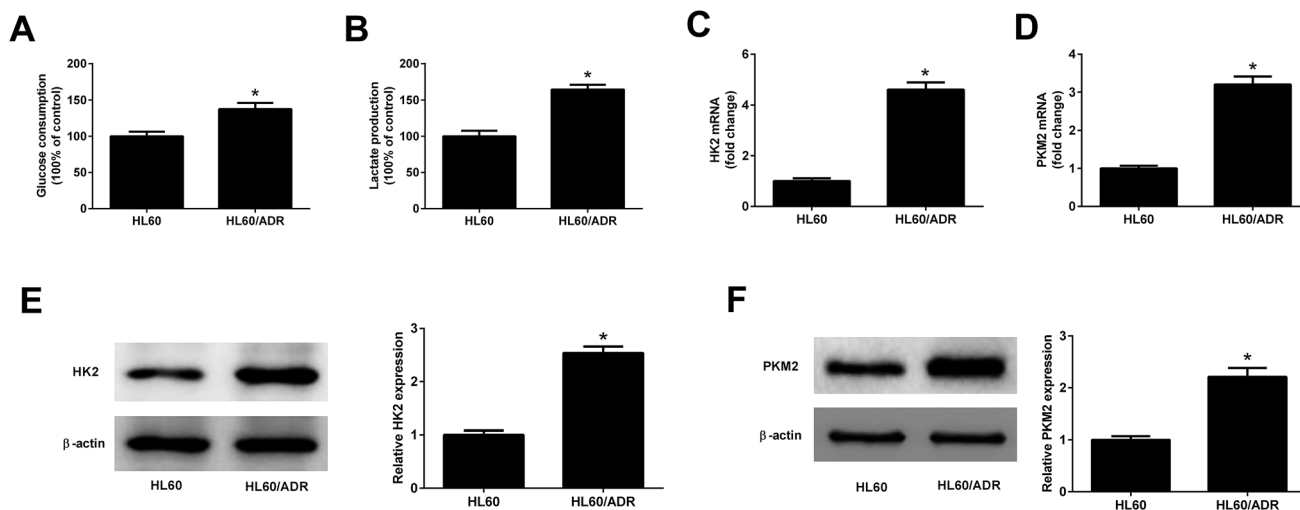 A
Glucose consumption
(100% of control)
200
150
100
50
0
*
HL60
HL60/ADR
B
Lactate production
(100% of control)
200
150
100
50
0
*
HL60
HL60/ADR
C
HK2 mRNA
(fold change)
6
4
2
0
*
HL60
HL60/ADR
D
PKM2 mRNA
(fold change)
4
3
2
1
0
*
HL60
HL60/ADR
E
HK2
β-actin
HL60
HL60/ADR
Relative HK2 expression
3
2
1
0
*
HL60
HL60/ADR
F
PKM2
β-actin
HL60
HL60/ADR
Relative PKM2 expression
3
2
1
0
*
HL60
HL60/ADR